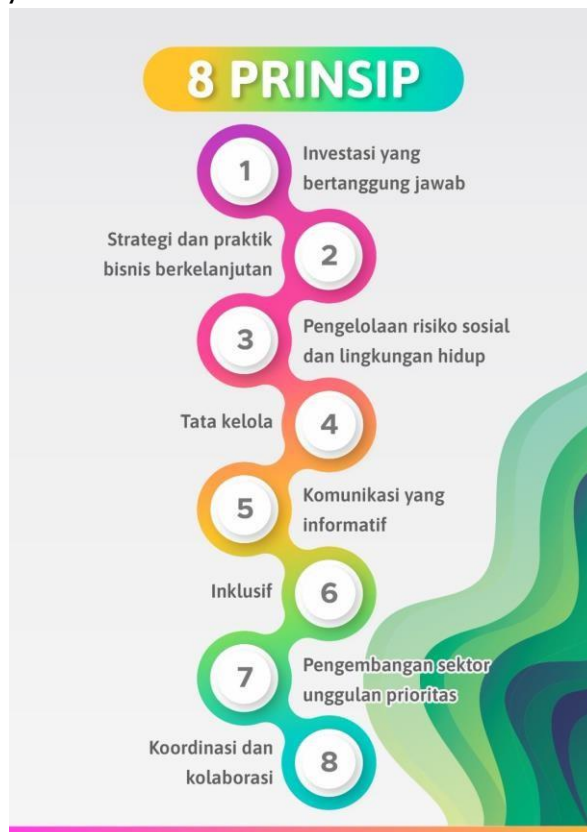 8 PRINSIP
1
Investasi yang
bertanggung jawab
Strategi dan praktik
bisnis berkelanjutan
2
3
Pengelolaan risiko sosial
dan lingkungan hidup
Tata kelola
4
5
Komunikasi yang
informatif
Inklusif
6
7
Pengembangan sektor
unggulan prioritas
Koordinasi dan
kolaborasi
8